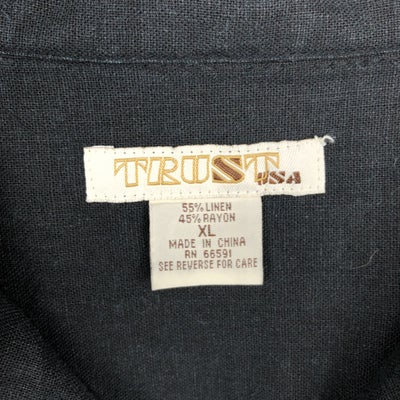 TRUST USA
55% LINEN
45% RAYON
XL
MADE IN CHINA
RN 66591
SEE REVERSE FOR CARE